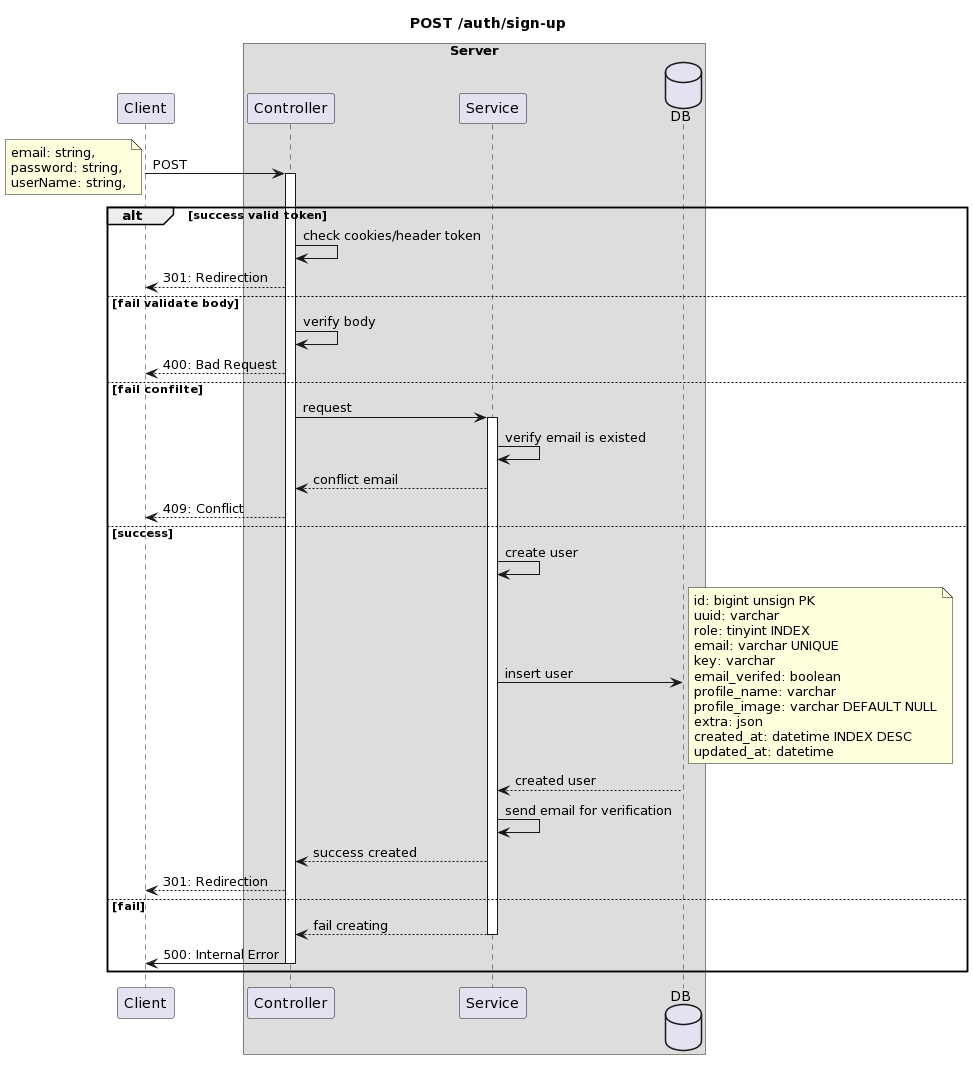 POST /auth/sign-up
Server
Client
Controller
Service
DB
email: string,
password: string,
userName: string,
POST
alt
[success valid token]
check cookies/header token
301: Redirection
[fail validate body]
verify body
400: Bad Request
[fail confilte]
request
verify email is existed
conflict email
409: Conflict
[success]
create user
id: bigint unsign PK
uuid: varchar
role: tinyint INDEX
email: varchar UNIQUE
key: varchar
email_verifed: boolean
profile_name: varchar
profile_image: varchar DEFAULT NULL
extra: json
created_at: datetime INDEX DESC
updated_at: datetime
insert user
created user
send email for verification
success created
301: Redirection
[fail]
fail creating
500: Internal Error
Client
Controller
Service
DB